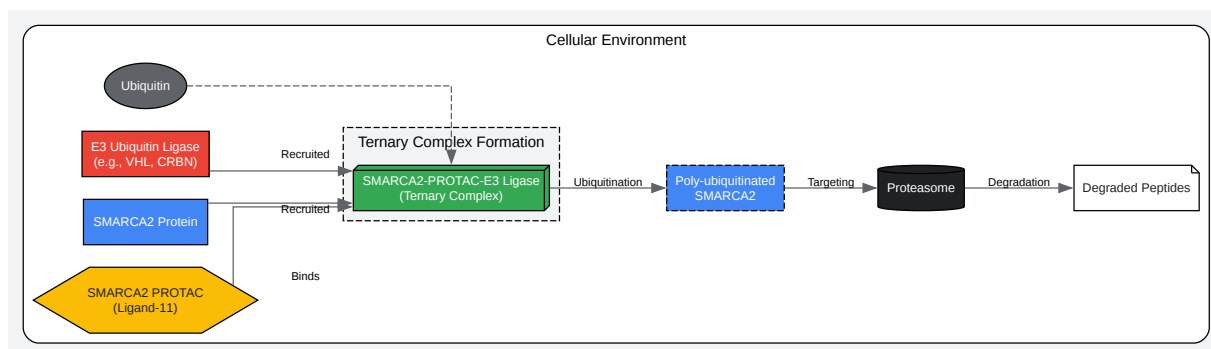 Cellular Environment
Ubiquitin
E3 Ubiquitin Ligase
(e.g., VHL, CRBN)
Recruited
Ternary Complex Formation
SMARCA2-PROTAC-E3 Ligase
(Ternary Complex)
Ubiquitination
Poly-ubiquitinated
SMARCA2
Targeting
Proteasome
Degradation
Degraded Peptides
SMARCA2 Protein
Recruited
SMARCA2 PROTAC
(Ligand-11)
Binds